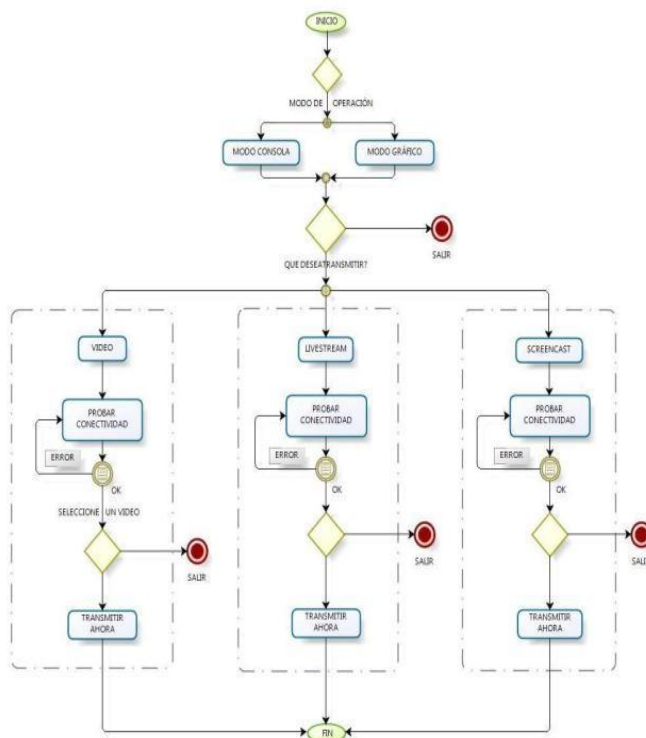 INICIO
MODO DE OPERACIÓN
MODO CONSOLA
MODO GRÁFICO
SALIR
QUE DESEATRANSMITIR?
VIDEO
PROBAR
CONECTIVIDAD
ERROR
OK
SELECCIONE UN VIDEO
SALIR
TRANSMITIR
AHORA
LIVESTREAM
PROBAR
CONECTIVIDAD
ERROR
OK
SALIR
TRANSMITIR
AHORA
SCREENCAST
PROBAR
CONECTIVIDAD
ERROR
OK
SALI
TRANSMITIR
AHORA
FIN